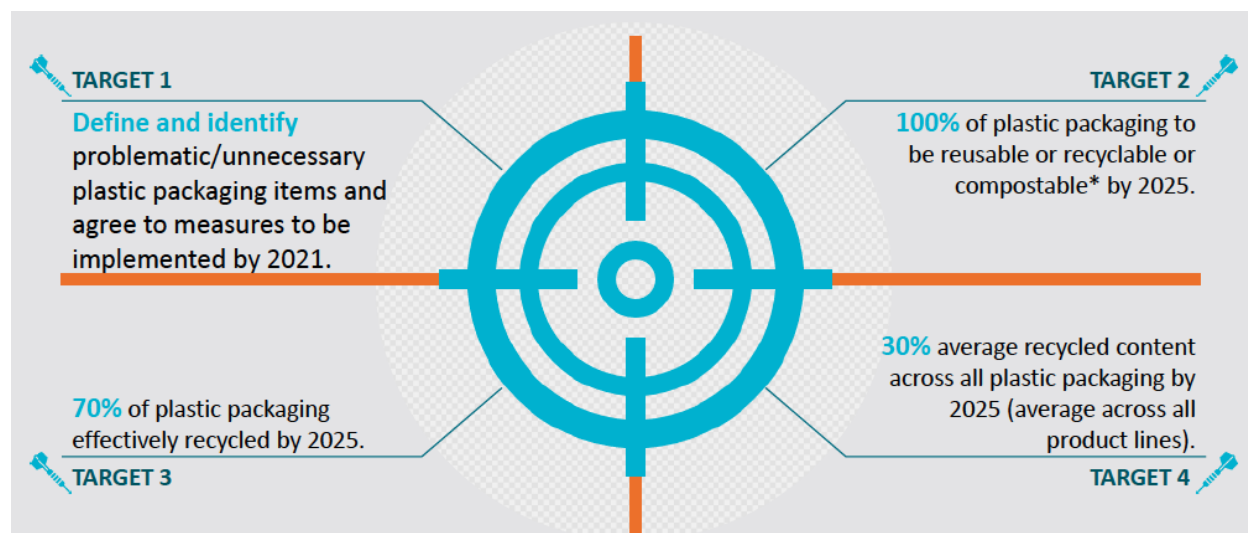 TARGET 1
Define and identify
problematic/unnecessary
plastic packaging items and
agree to measures to be
implemented by 2021.
TARGET 2
100% of plastic packaging to
be reusable or recyclable or
compostable* by 2025.
70% of plastic packaging
effectively recycled by 2025.
TARGET 3
30% average recycled content
across all plastic packaging by
2025 (average across all
product lines).
TARGET 4